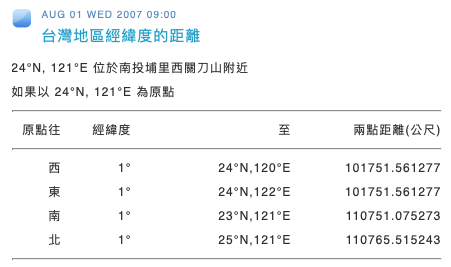 AUG 01 WED 2007 09:00
台灣地區經緯度的距離
24°N, 121°E 位於南投埔里西關刀山附近
如果以 24°N, 121°E 為原點
原點往 經緯度 至 兩點距離(公尺)
西 1° 24°N,120°E 101751.561277
東 1° 24°N,122°E 101751.561277
南 1° 23°N,121°E 110751.075273
北 1° 25°N,121°E 110765.515243